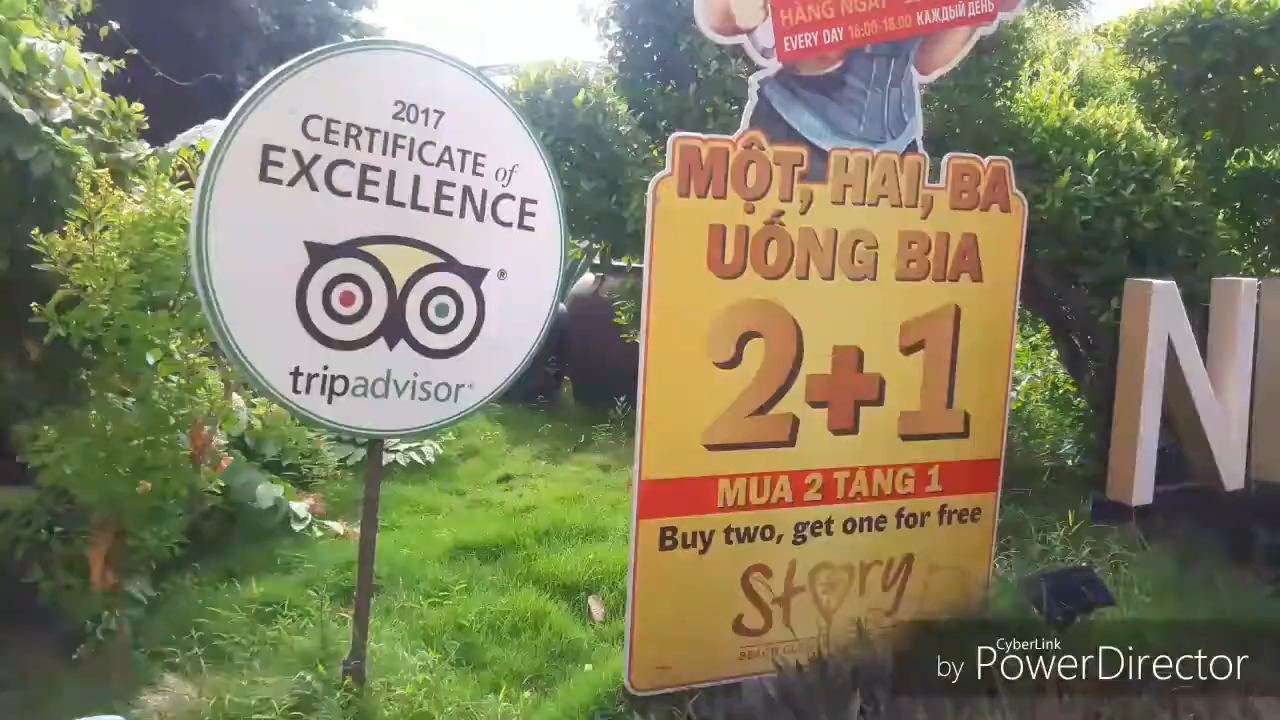 2017
CERTIFICATE of
EXCELLENCE
tripadvisor
HÀNG NGÀY
EVERY DAY 16:00-18:00 КАЖДЫЙ ДЕНЬ
MỘT, HAI, BA
UỐNG BIA
2+1
MUA 2 TẶNG 1
Buy two, get one for free
Story
BEACH
N
CyberLink
by PowerDirector